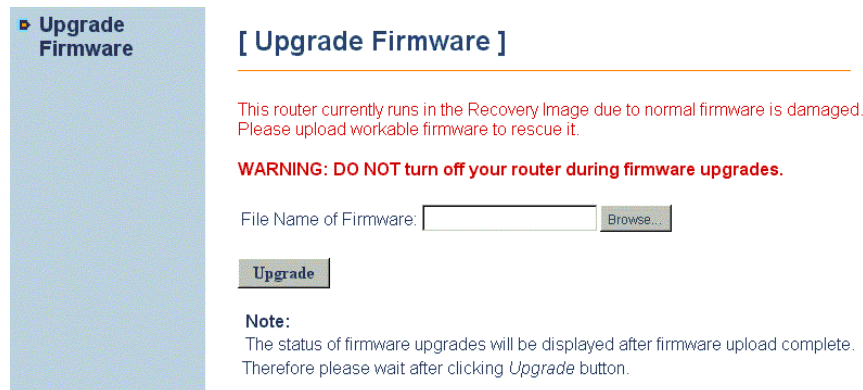 Upgrade
Firmware
[ Upgrade Firmware ]
This router currently runs in the Recovery Image due to normal firmware is damaged.
Please upload workable firmware to rescue it.
WARNING: DO NOT turn off your router during firmware upgrades.
File Name of Firmware: Browse...
Upgrade
Note:
The status of firmware upgrades will be displayed after firmware upload complete.
Therefore please wait after clicking Upgrade button.